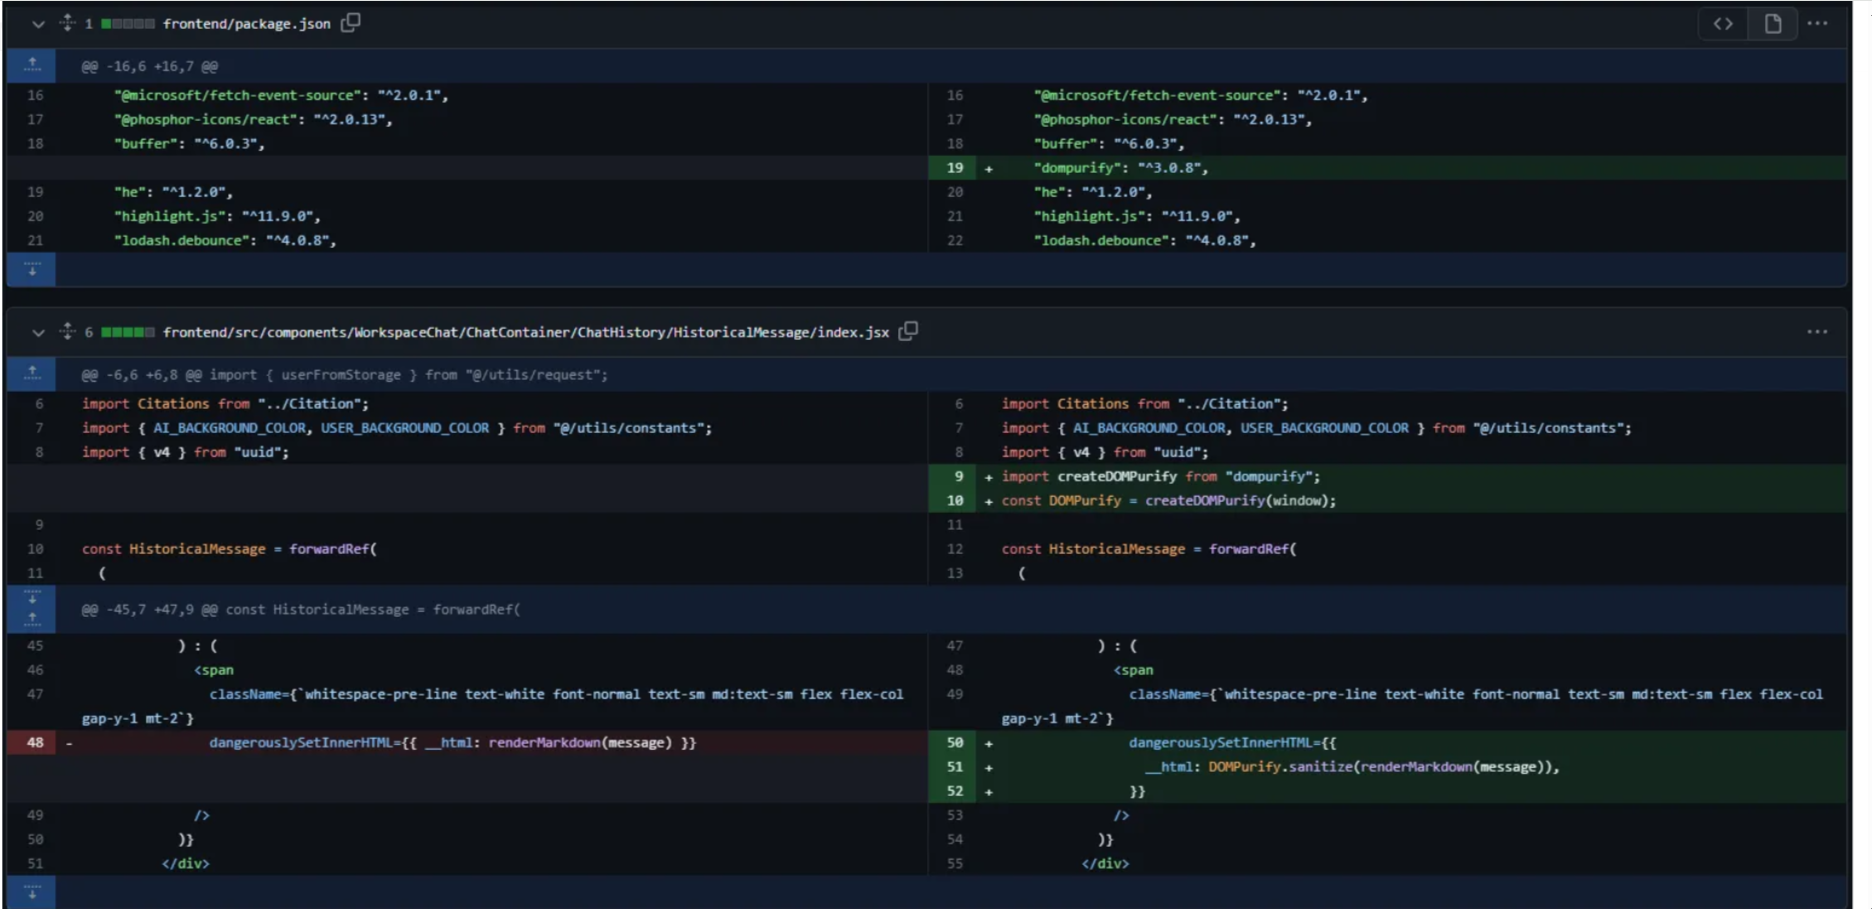 1 frontend/package.json
@@ -16,6 +16,7 @@
16 "@microsoft/fetch-event-source": "^2.0.1",
17 "@phosphor-icons/react": "^2.0.13",
18 "buffer": "^6.0.3",
19 "he": "^1.2.0",
20 "highlight.js": "^11.9.0",
21 "lodash.debounce": "^4.0.8",
16 "@microsoft/fetch-event-source": "^2.0.1",
17 "@phosphor-icons/react": "^2.0.13",
18 "buffer": "^6.0.3",
19 + "dompurify": "^3.0.8",
20 "he": "^1.2.0",
21 "highlight.js": "^11.9.0",
22 "lodash.debounce": "^4.0.8",
6 frontend/src/components/WorkspaceChat/ChatContainer/ChatHistory/HistoricalMessage/index.jsx
@@ -6,6 +6,8 @@ import { userFromStorage } from "@/utils/request";
6 import Citations from "../Citation";
7 import { AI_BACKGROUND_COLOR, USER_BACKGROUND_COLOR } from "@/utils/constants";
8 import { v4 } from "uuid";
9
10 const HistoricalMessage = forwardRef(
11 (
6 import Citations from "../Citation";
7 import { AI_BACKGROUND_COLOR, USER_BACKGROUND_COLOR } from "@/utils/constants";
8 import { v4 } from "uuid";
9 + import createDOMPurify from "dompurify";
10 + const DOMPurify = createDOMPurify(window);
11
12 const HistoricalMessage = forwardRef(
13 (
@@ -45,7 +47,9 @@ const HistoricalMessage = forwardRef(
45 ) : (
46 <span
47 className={`whitespace-pre-line text-white font-normal text-sm md:text-sm flex flex-col
gap-y-1 mt-2`}
48 - dangerouslySetInnerHTML={{ __html: renderMarkdown(message) }}
49 />
50 )}
51 </div>
47 ) : (
48 <span
49 className={`whitespace-pre-line text-white font-normal text-sm md:text-sm flex flex-col
gap-y-1 mt-2`}
50 + dangerouslySetInnerHTML={{
51 + __html: DOMPurify.sanitize(renderMarkdown(message)),
52 + }}
53 />
54 )}
55 </div>